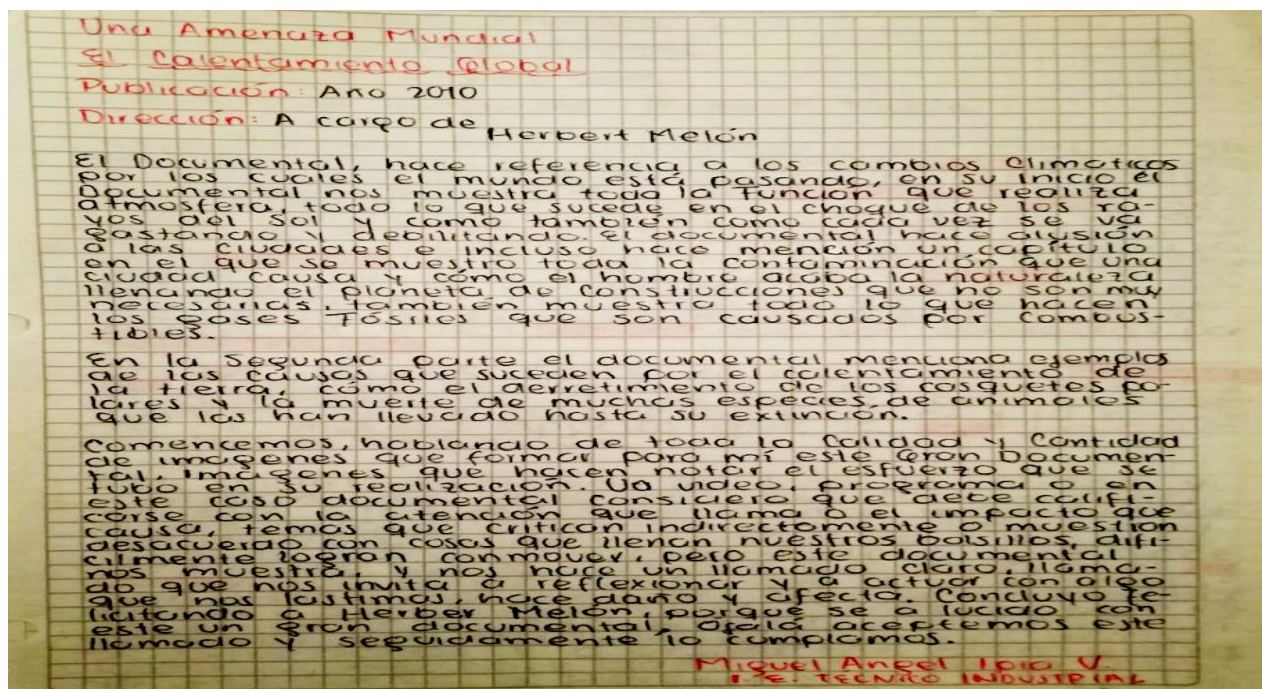 Una Amenaza Mundial
El Calentamiento Global
Publicación: Año 2010
Dirección: A cargo de
Herbert Melón
El Documental, hace referencia a los cambios Climaticos
por los cuales el mundo está pasando, en su inicio el
Documental nos muestra toda la función que realiza
atmosfera, todo lo que sucede en el choque de los ra-
yos del sol y como también como cada vez se va
gastando y debilitando. El documental hace alusión
a las ciudades e incluso hace mención un capítulo
en el que se muestra toda la contaminación que una
ciudad causa y cómo el hombre acaba la naturaleza
llenando el planeta de construcciones que no son muy
necesarias. También muestra todo lo que hacen
los gases Fósiles que son causados por combus-
tibles.
En la segunda parte el documental menciona ejemplos
de las causas que suceden por el calentamiento de
la tierra, cómo el derretimiento de los casquetes po-
lares y la muerte de muchas especies de animales
que las han llevado hasta su extinción.
Comencemos, hablando de toda la Calidad y Cantidad
de imagenes que forman para mí este Gran Documen-
tal, imágenes que hacen notar el esfuerzo que se
tubo en su realización. Un video, programa o en
este caso documental considero que debe califi-
carse con la atención que llama o el impacto que
causa, temas que critican indirectamente o muestran
desacuerdo con cosas que llenan nuestros bolsillos, difi-
cilmente logran conmover, pero este documental
nos muestra, y nos hace un llamado claro, llama-
do que nos invita a reflexionar y a actuar con algo
que nos lastima, hace daño y afecta. Concluyo fe-
licitando a Herber Melón, porque se a lucido con
este un gran documental, ójala aceptemos este
llamado y seguidamente lo cumplamos.
Miguel Angel Ipia V.
I. E. TECNICO INDUSTRIAL